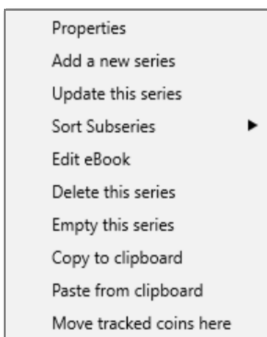 Properties
Add a new series
Update this series
Sort Subseries
Edit eBook
Delete this series
Empty this series
Copy to clipboard
Paste from clipboard
Move tracked coins here